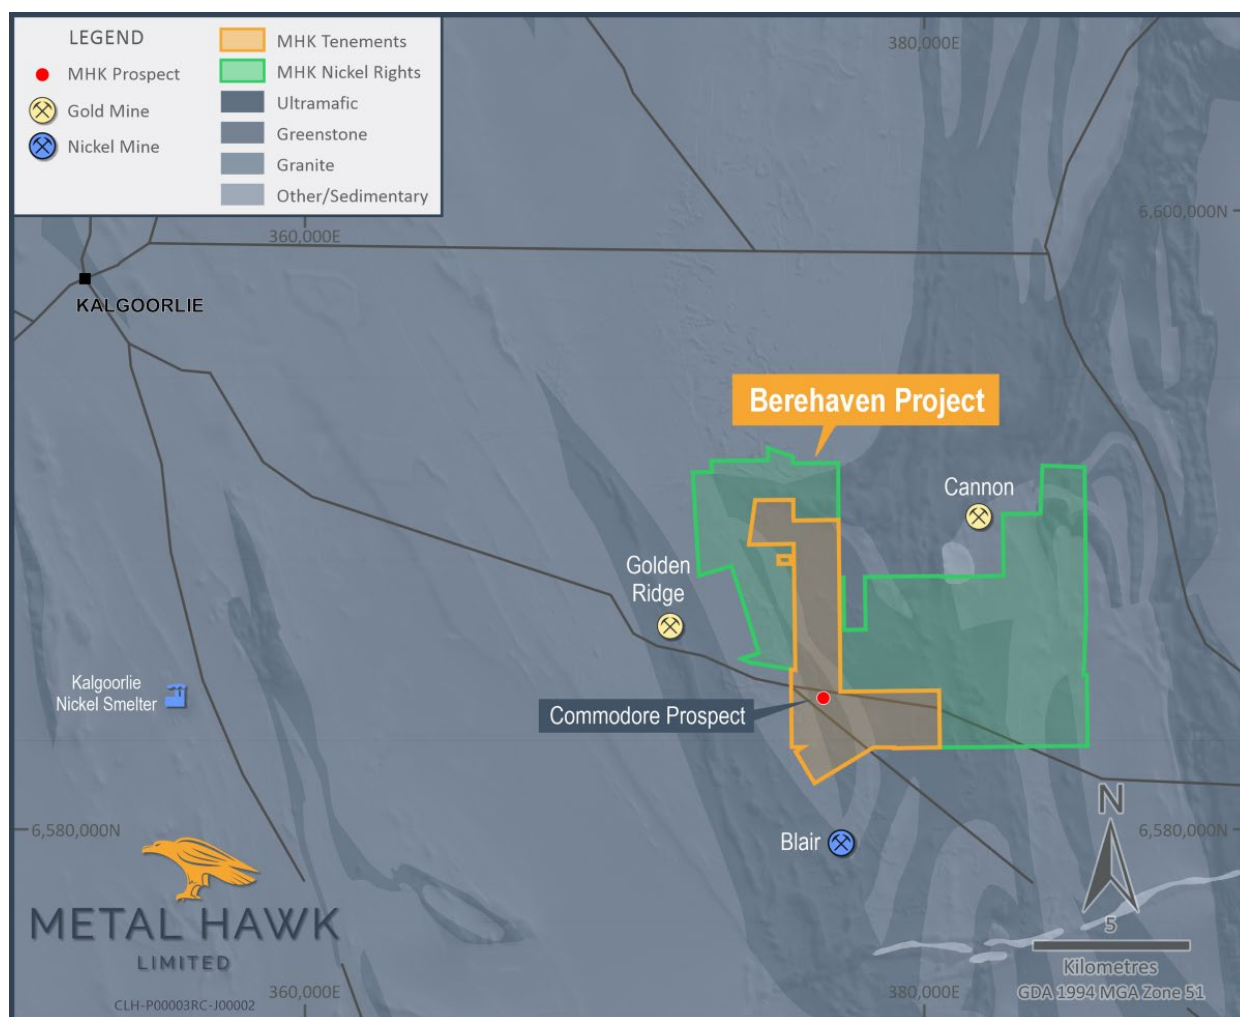 LEGEND
MHK Prospect
Gold Mine
Nickel Mine
MHK Tenements
MHK Nickel Rights
Ultramafic
Greenstone
Granite
Other/Sedimentary
380,000E
6,600,000N
360,000E
KALGOORLIE
Berehaven Project
Cannon
Golden
Ridge
Kalgoorlie
Nickel Smelter
Commodore Prospect
Blair
6,580,000N
6,580,000N
N
5
Kilometres
GDA 1994 MGA Zone 51
METAL HAWK
LIMITED
CLH-P00003RC-J00002
360,000E
380,000E